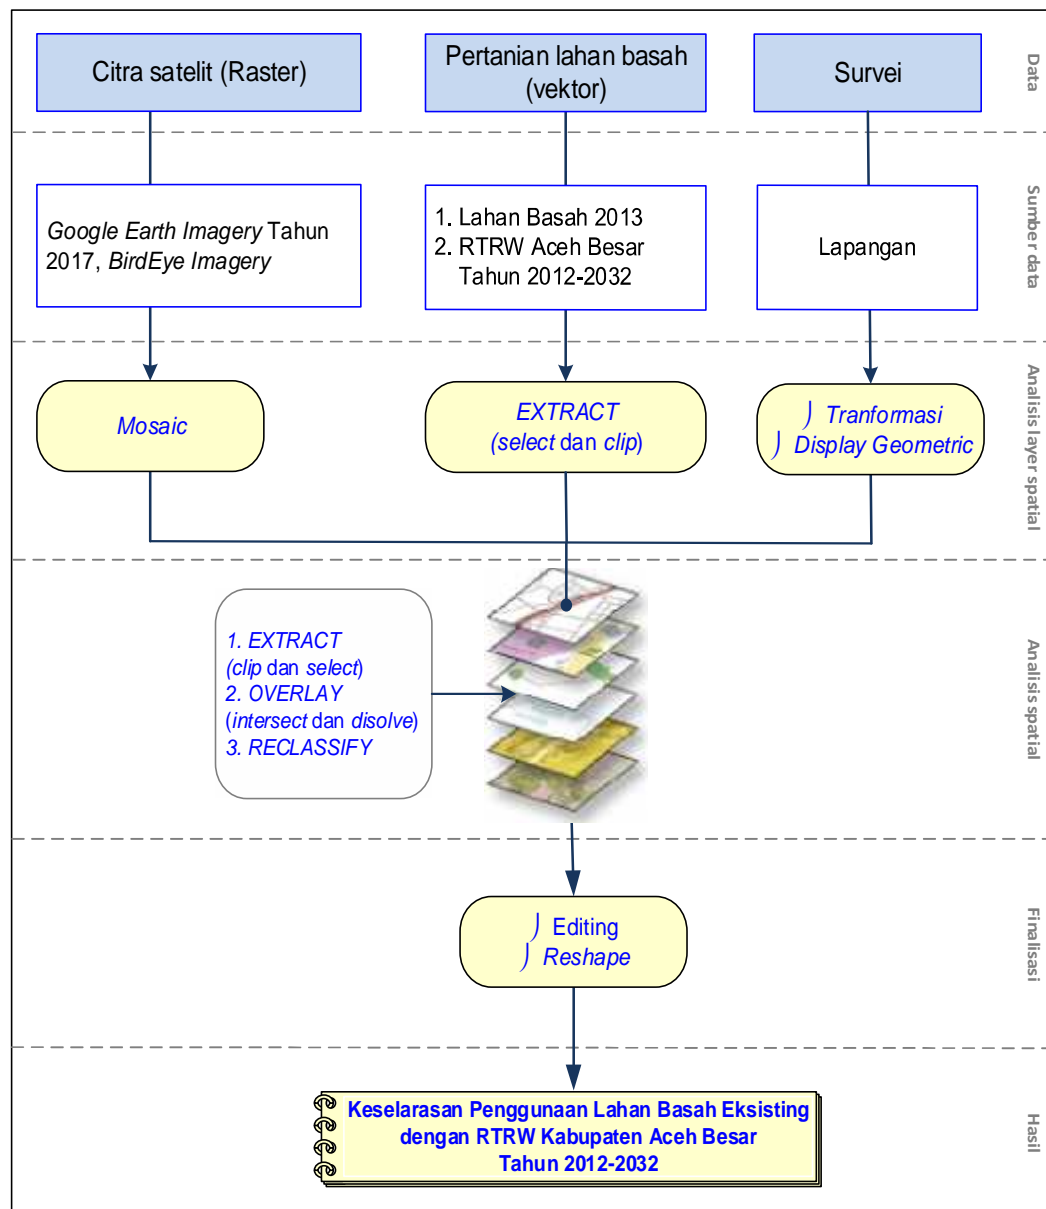 Citra satelit (Raster)
Pertanian lahan basah
(vektor)
Survei
Data
Google Earth Imagery Tahun
2017, BirdEye Imagery
1. Lahan Basah 2013
2. RTRW Aceh Besar
Tahun 2012-2032
Lapangan
Sumber data
Mosaic
EXTRACT
(select dan clip)
) Tranformasi
) Display Geometric
Analisis layer spatial
1. EXTRACT
(clip dan select)
2. OVERLAY
(intersect dan disolve)
3. RECLASSIFY
Analisis spatial
) Editing
) Reshape
Finalisasi
Keselarasan Penggunaan Lahan Basah Eksisting
dengan RTRW Kabupaten Aceh Besar
Tahun 2012-2032
Hasil